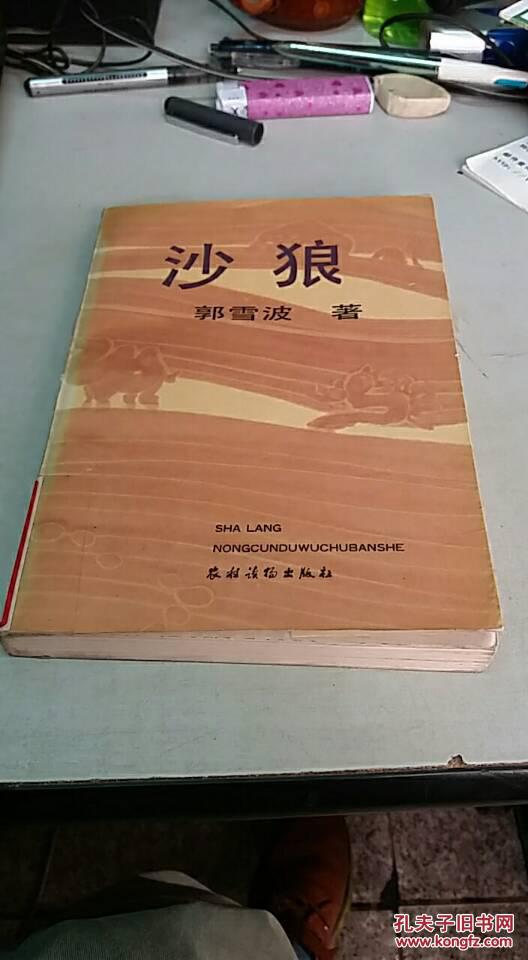 沙狼
郭雪波 著
SHA LANG
NONGCUNDUWUCHUBANSHE
农村读物出版社
孔夫子旧书网
www.kongfz.com